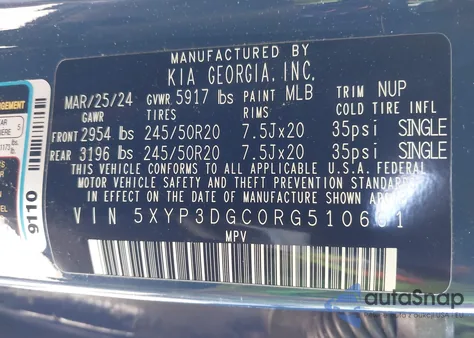 MANUFACTURED BY
KIA GEORGIA, INC.
MAR/25/24 GVWR 5917 lbs PAINT MLB TRIM NUP
GAWR TIRES RIMS COLD TIRE INFL
FRONT 2954 lbs 245/50R20 7.5Jx20 35psi SINGLE
REAR 3196 lbs 245/50R20 7.5Jx20 35psi SINGLE
THIS VEHICLE CONFORMS TO ALL APPLICABLE U.S.A. FEDERAL
MOTOR VEHICLE SAFETY AND THEFT PREVENTION STANDARDS
IN EFFECT ON THE DATE OF MANUFACTURE SHOWN ABOVE.
VIN
MPV
9110
autoSnap